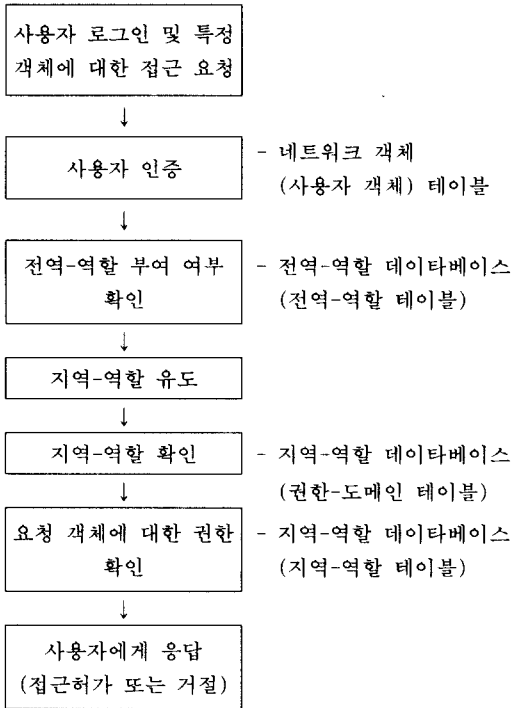 사용자 로그인 및 특정
객체에 대한 접근 요청
↓
사용자 인증
- 네트워크 객체
(사용자 객체) 테이블
↓
전역-역할 부여 여부
확인
- 전역-역할 데이타베이스
(전역-역할 테이블)
↓
지역-역할 유도
↓
지역-역할 확인
- 지역-역할 데이타베이스
(권한-도메인 테이블)
↓
요청 객체에 대한 권한
확인
- 지역-역할 데이타베이스
(지역-역할 테이블)
↓
사용자에게 응답
(접근허가 또는 거절)